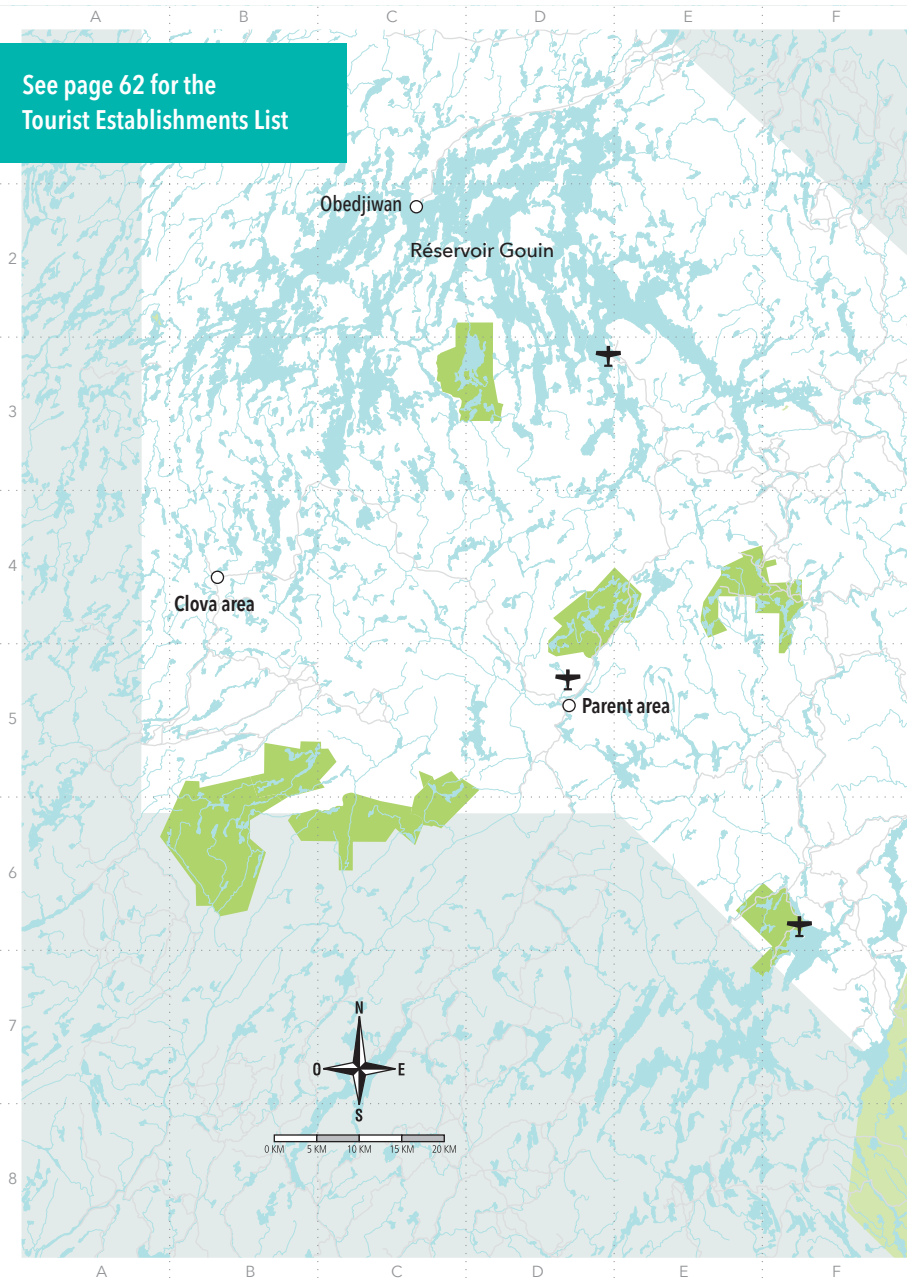 A B C D E F
See page 62 for the
Tourist Establishments List
Obedjiwan
Réservoir Gouin
2
3
4
Clova area
Parent area
5
6
N
7
O E
S
0 KM 5 KM 10 KM 15 KM 20 KM
8
A B C D E F